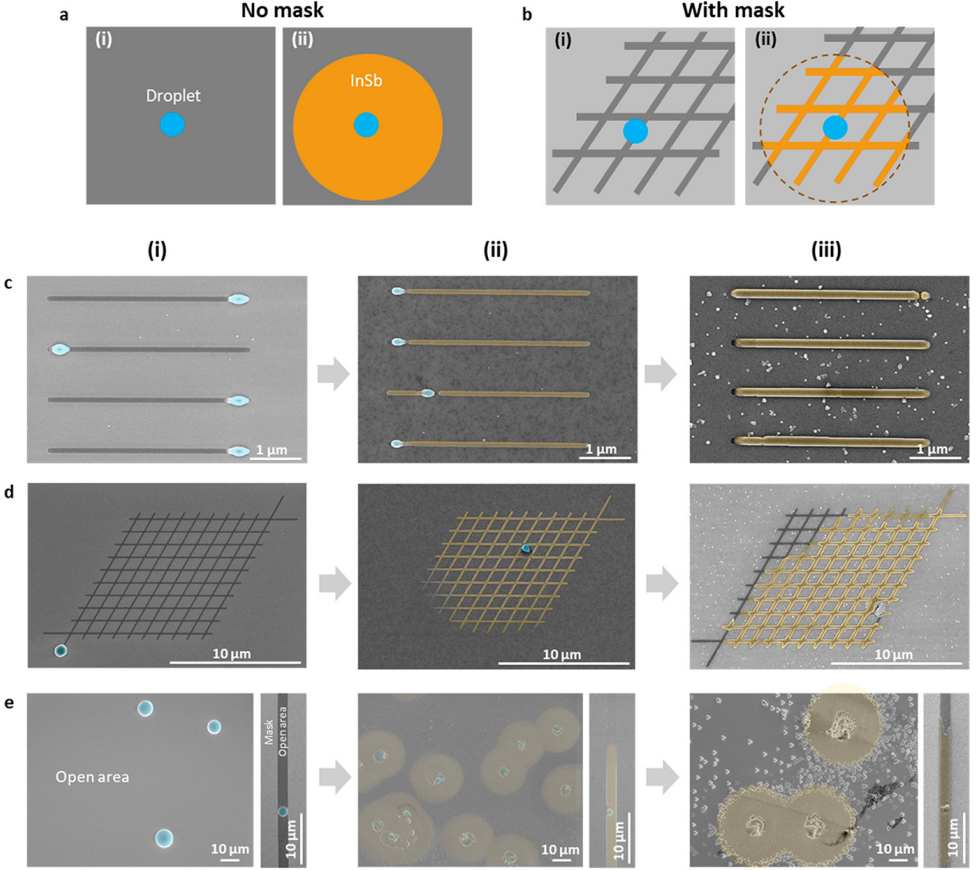 No mask
With mask
a
(i)
(ii)
b
(i)
(ii)
Droplet
InSb
(i)
(ii)
(iii)
c
1 µm
1 µm
1 µm
d
10 µm
10 µm
10 µm
e
Open area
Mask
Open area
10 µm
10 µm
10 µm
10 µm
10 µm
10 µm